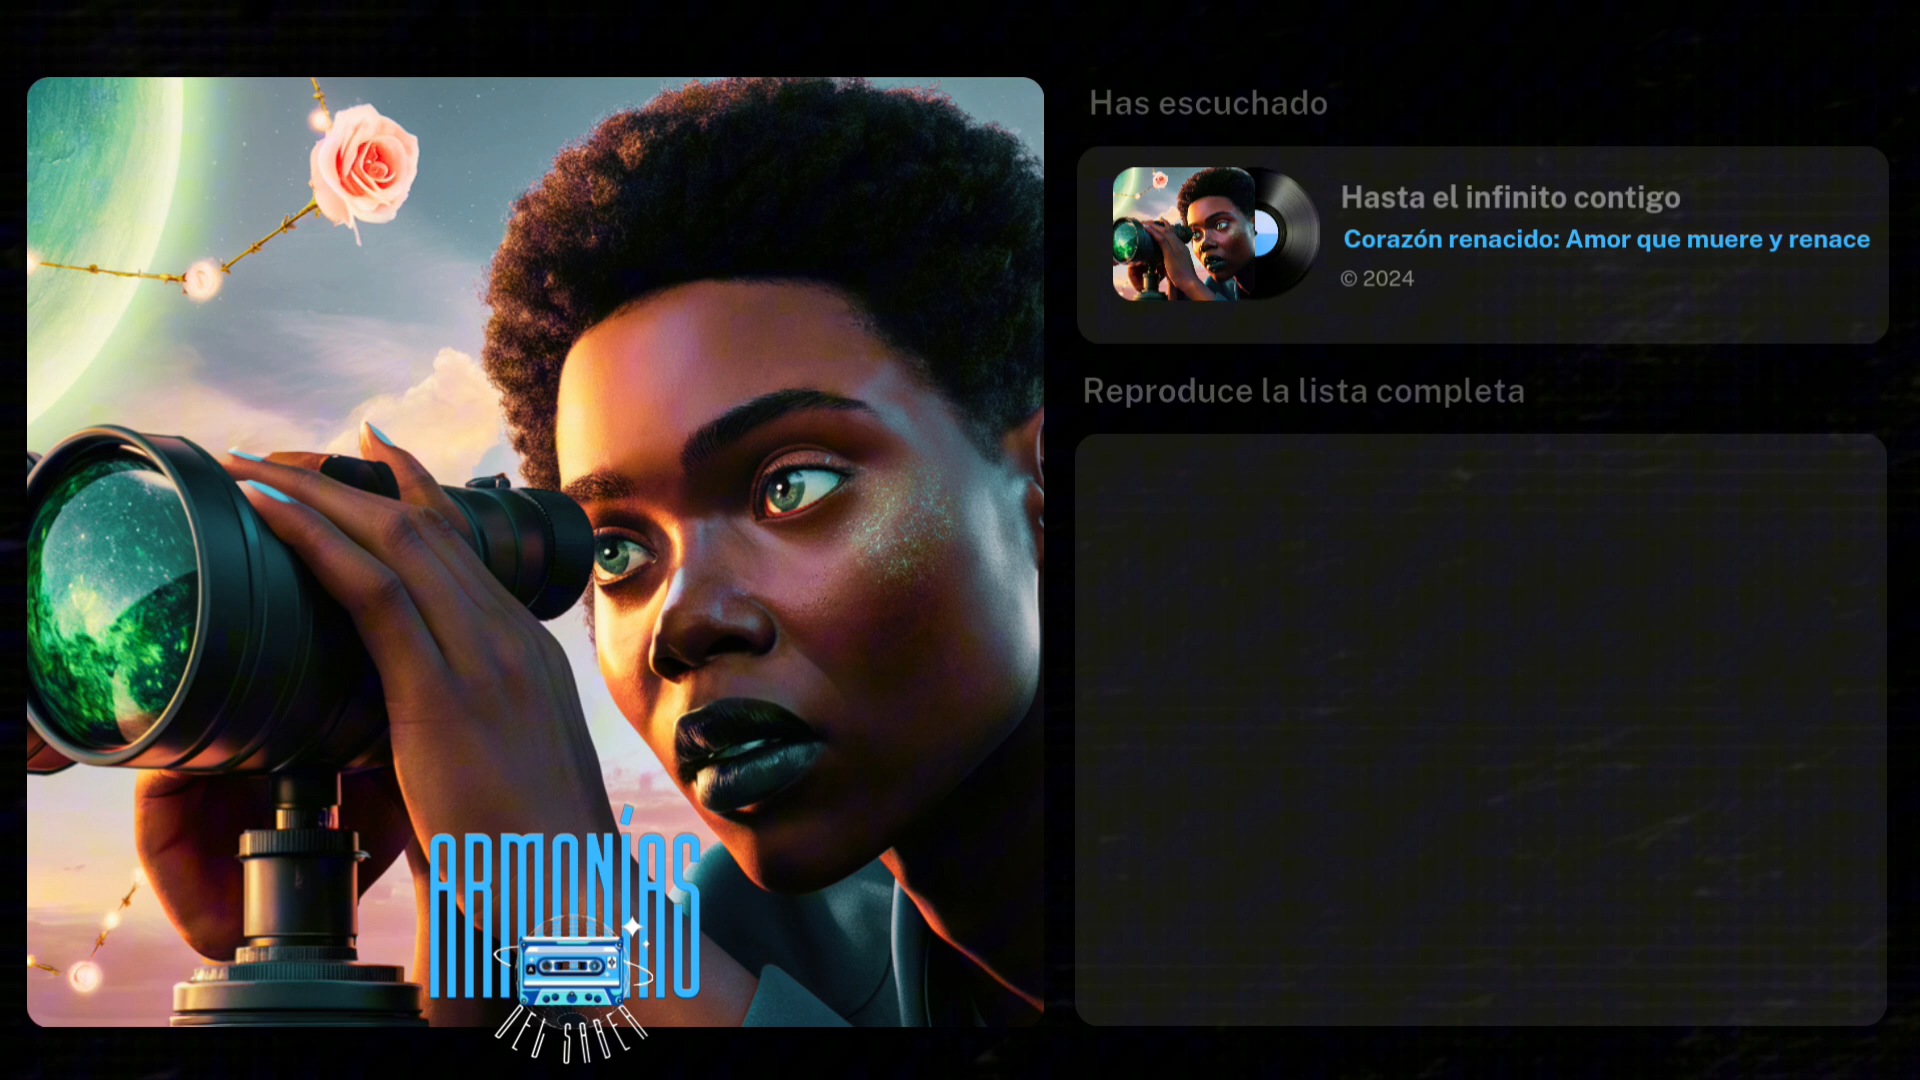 Has escuchado
Hasta el infinito contigo
Corazón renacido: Amor que muere y renace
© 2024
Reproduce la lista completa
ARMONÍAS
DEL SABER